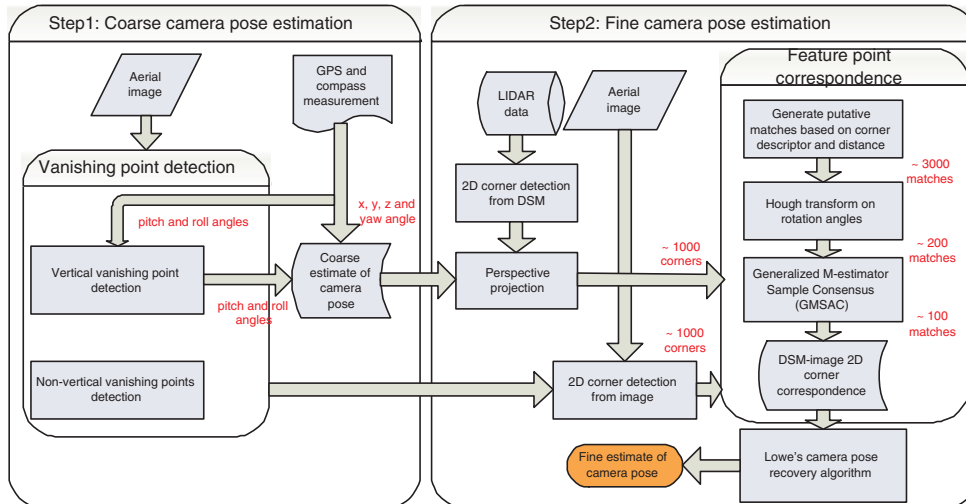 Step1: Coarse camera pose estimation
Aerial
image
GPS and
compass
measurement
Vanishing point detection
pitch and roll angles
x, y, z and
yaw angle
Vertical vanishing point
detection
pitch and roll
angles
Coarse
estimate of
camera
pose
Non-vertical vanishing points
detection
Step2: Fine camera pose estimation
LIDAR
data
Aerial
image
2D corner detection
from DSM
Perspective
projection
~ 1000
corners
~ 1000
corners
2D corner detection
from image
Feature point
correspondence
Generate putative
matches based on corner
descriptor and distance
~ 3000
matches
Hough transform on
rotation angles
~ 200
matches
Generalized M-estimator
Sample Consensus
(GMSAC)
~ 100
matches
DSM-image 2D
corner
correspondence
Lowe's camera pose
recovery algorithm
Fine estimate of
camera pose